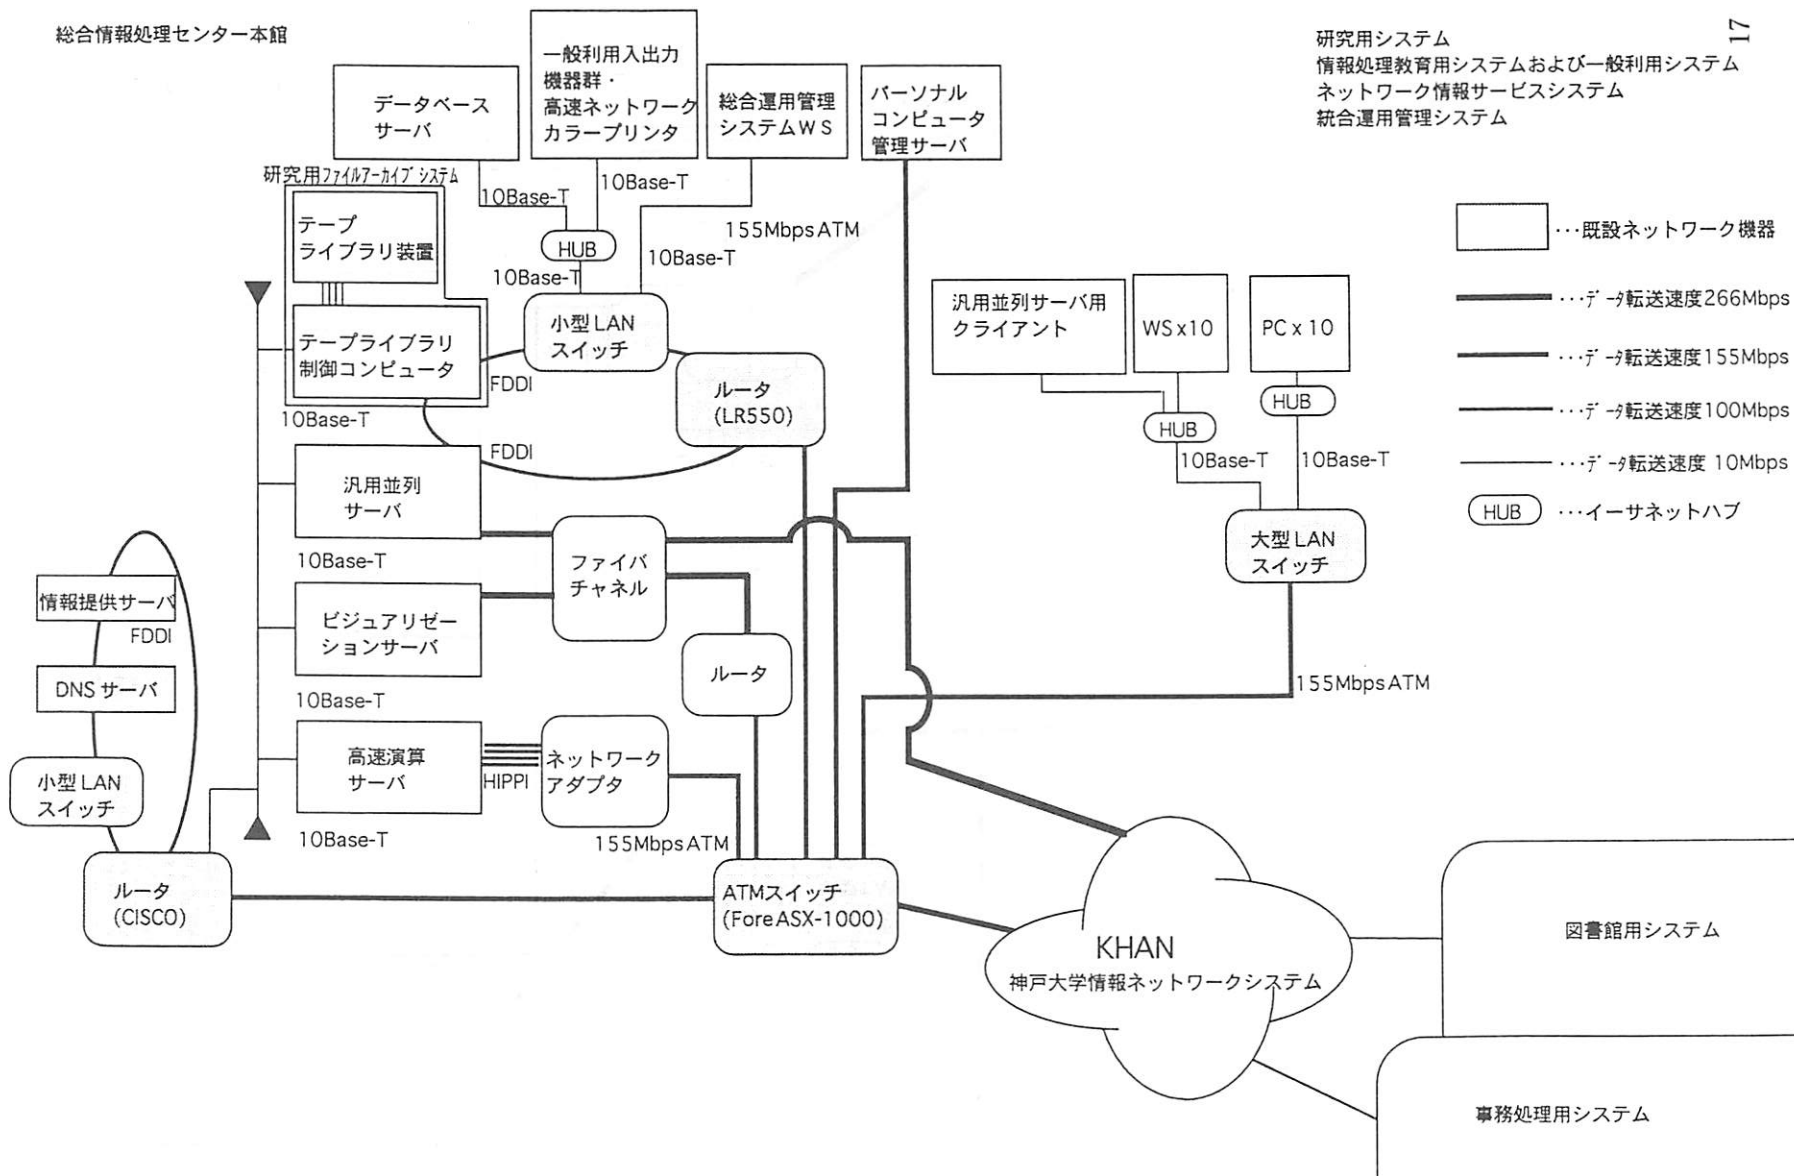 総合情報処理センター本館
17
研究用システム
情報処理教育用システムおよび一般利用システム
ネットワーク情報サービスシステム
統合運用管理システム
データベース
サーバ
一般利用入出力
機器群・
高速ネットワーク
カラープリンタ
総合運用管理
システムWS
パーソナル
コンピュータ
管理サーバ
研究用ファイルアーカイブシステム
10Base-T
10Base-T
155MbpsATM
HUB
10Base-T
10Base-T
テープ
ライブラリ装置
テープライブラリ
制御コンピュータ
10Base-T
小型LAN
スイッチ
FDDI
ルータ
(LR550)
FDDI
汎用並列サーバ用
クライアント
WSx10
PCx10
HUB
HUB
10Base-T
10Base-T
大型LAN
スイッチ
155MbpsATM
…既設ネットワーク機器
…データ転送速度266Mbps
…データ転送速度155Mbps
…データ転送速度100Mbps
…データ転送速度 10Mbps
HUB …イーサネットハブ
汎用並列
サーバ
10Base-T
ファイバ
チャネル
ビジュアリゼー
ションサーバ
10Base-T
ルータ
情報提供サーバ
FDDI
DNSサーバ
小型LAN
スイッチ
高速演算
サーバ
HIPPI
ネットワーク
アダプタ
10Base-T
155MbpsATM
ルータ
(CISCO)
ATMスイッチ
(ForeASX-1000)
KHAN
神戸大学情報ネットワークシステム
図書館用システム
事務処理用システム